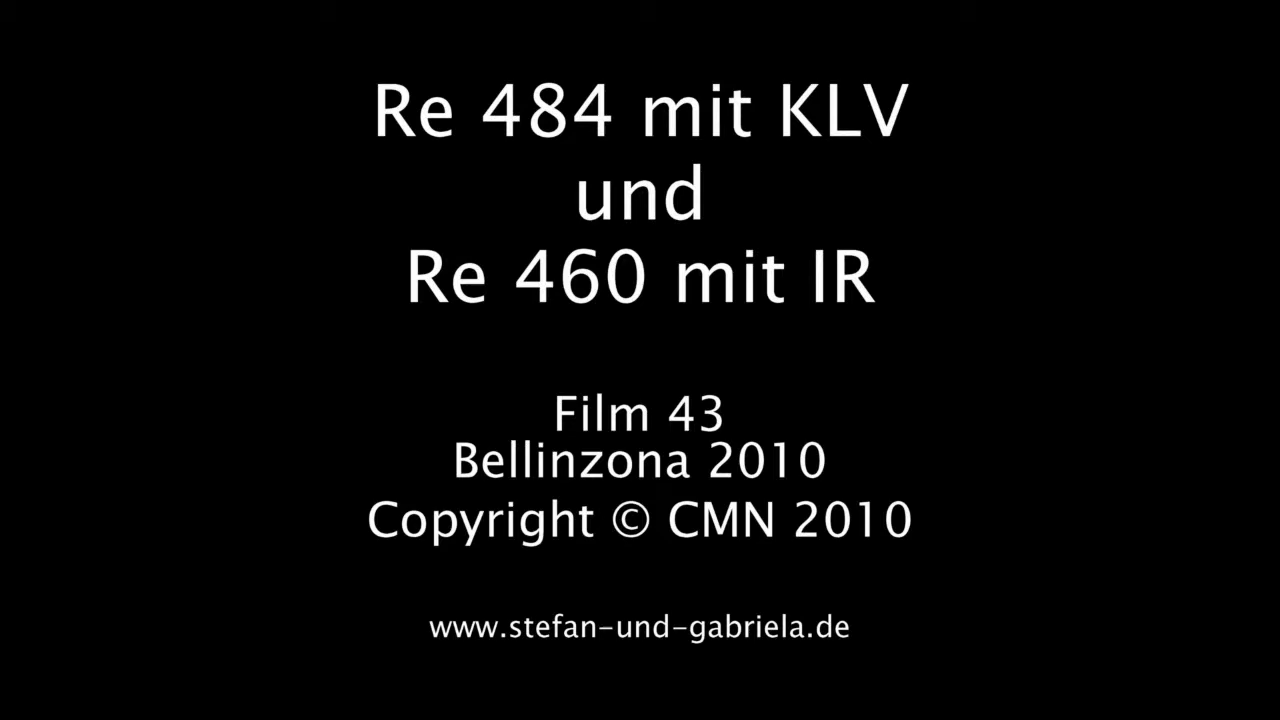 Re 484 mit KLV
und
Re 460 mit IR
Film 43
Bellinzona 2010
Copyright © CMN 2010
www.stefan-und-gabriela.de